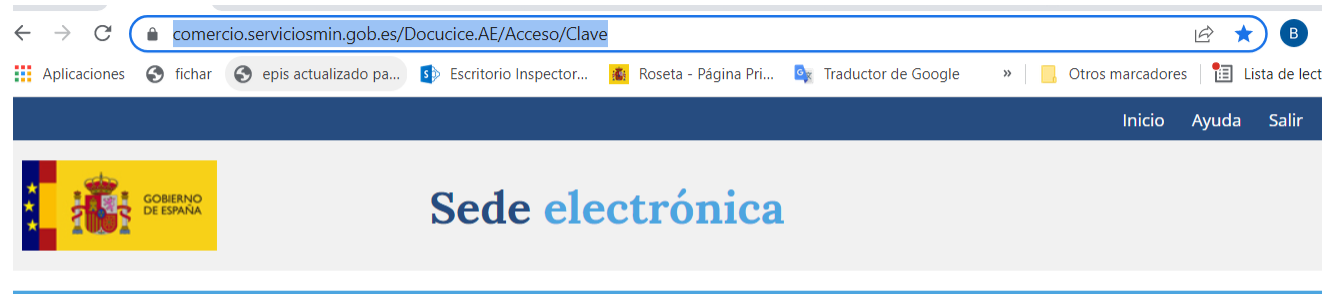 comercio.serviciosmin.gob.es/Docucice.AE/Acceso/Clave
B
Aplicaciones fichar epis actualizado pa... Escritorio Inspector... Roseta - Página Pri... Traductor de Google » Otros marcadores Lista de lect
Inicio Ayuda Salir
GOBIERNO
DE ESPAÑA
Sede electrónica